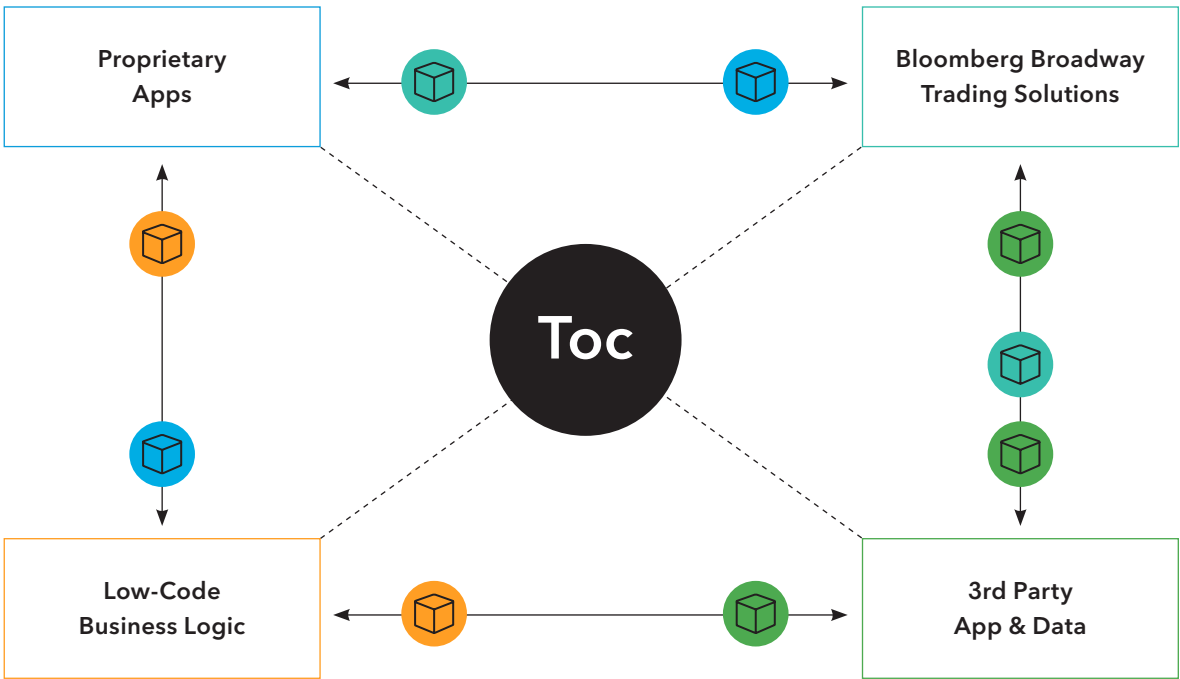 Proprietary
Apps
Bloomberg Broadway
Trading Solutions
Toc
Low-Code
Business Logic
3rd Party
App & Data